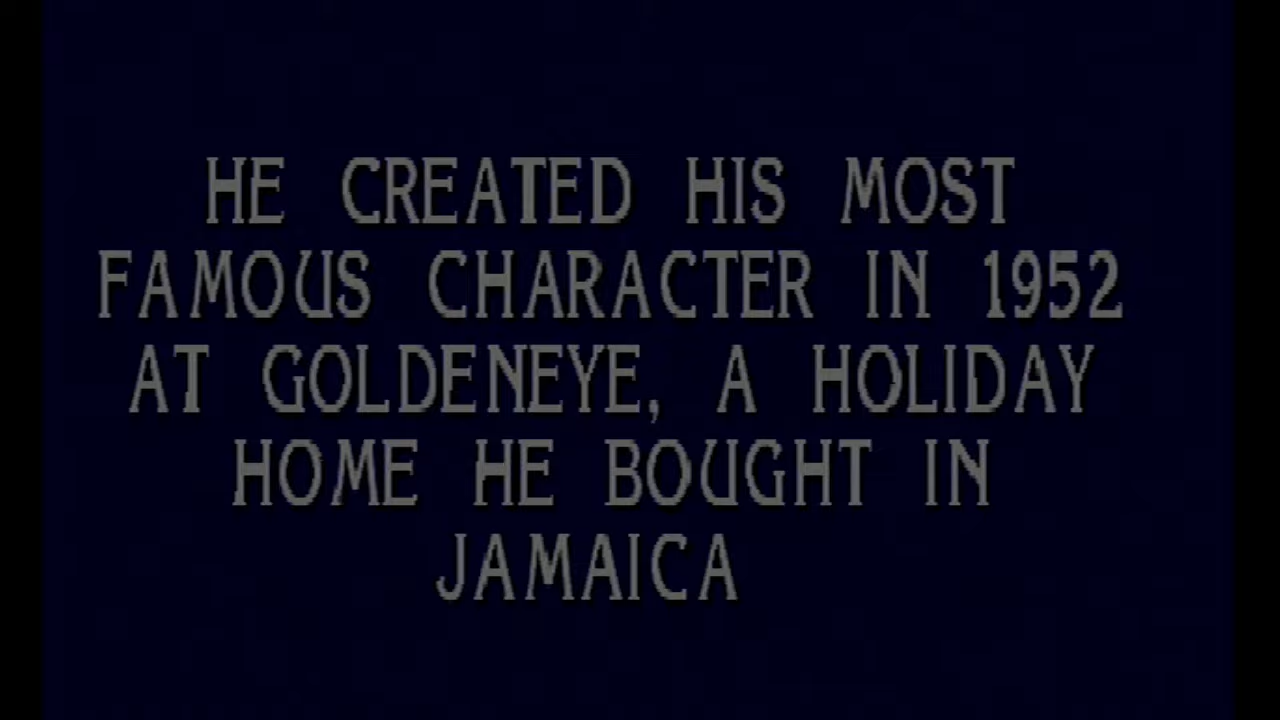 HE CREATED HIS MOST
FAMOUS CHARACTER IN 1952
AT GOLDENEYE, A HOLIDAY
HOME HE BOUGHT IN
JAMAICA